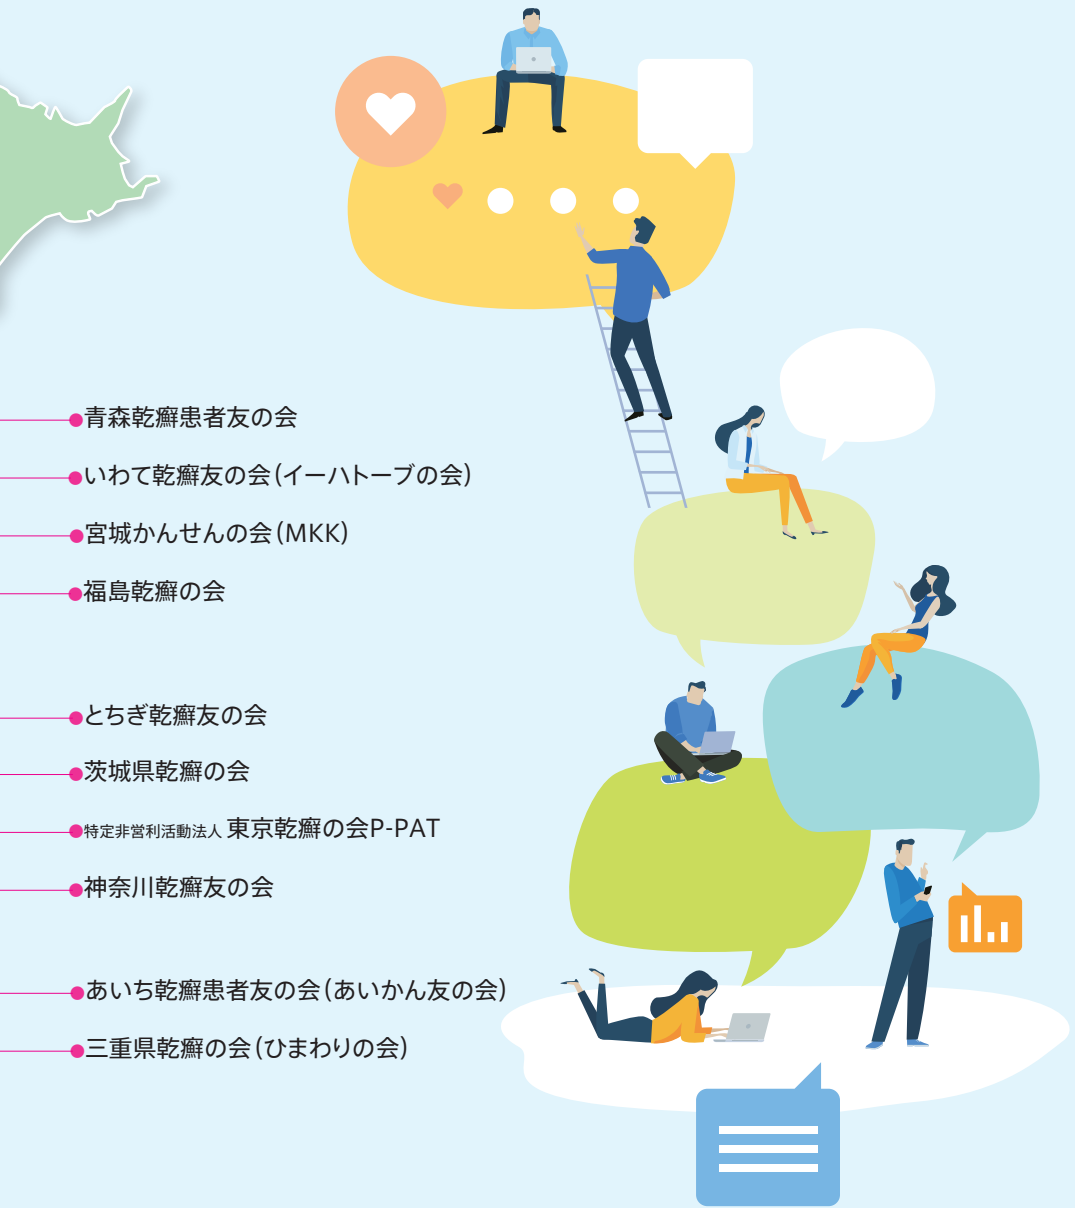 青森乾癬患者友の会
いわて乾癬友の会(イーハトーブの会)
宮城かんせんの会(MKK)
福島乾癬の会
とちぎ乾癬友の会
茨城県乾癬の会
特定非営利活動法人 東京乾癬の会P-PAT
神奈川乾癬友の会
あいち乾癬患者友の会(あいかん友の会)
三重県乾癬の会(ひまわりの会)